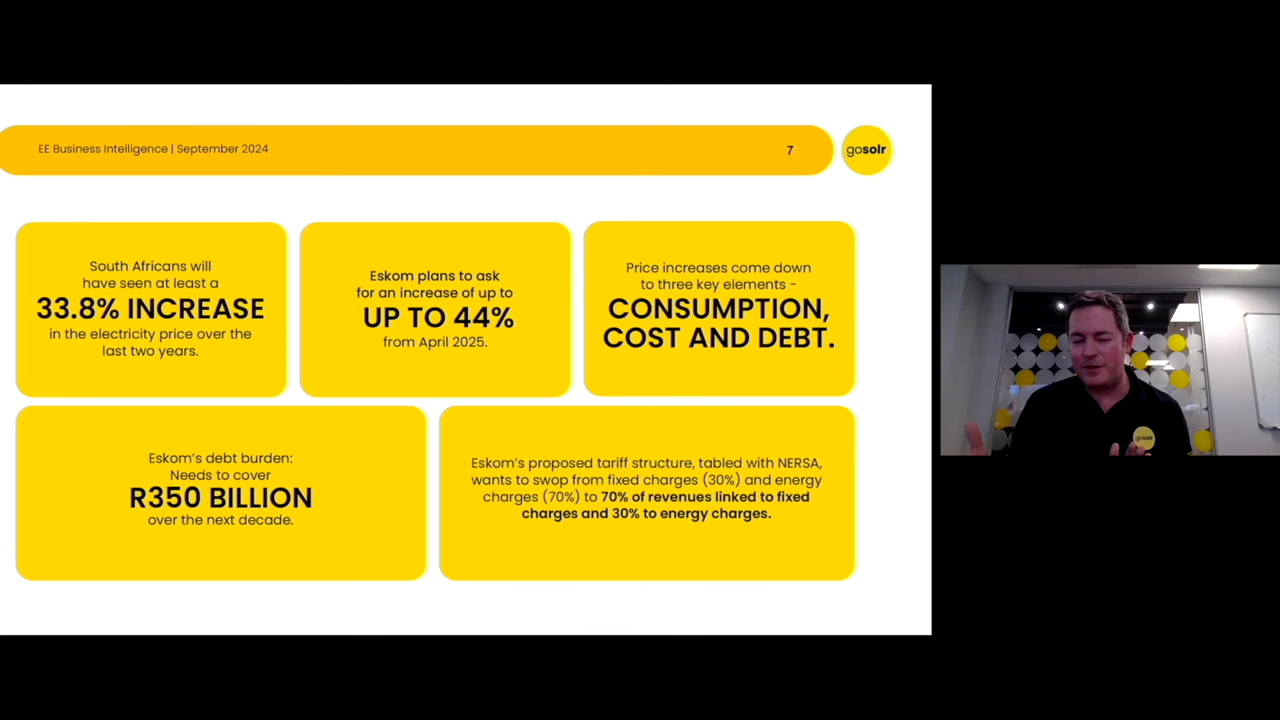 EE Business Intelligence | September 2024
7
gosolr
South Africans will
have seen at least a
33.8% INCREASE
in the electricity price over the
last two years.
Eskom plans to ask
for an increase of up to
UP TO 44%
from April 2025.
Price increases come down
to three key elements -
CONSUMPTION,
COST AND DEBT.
Eskom's debt burden:
Needs to cover
R350 BILLION
over the next decade.
Eskom's proposed tariff structure, tabled with NERSA,
wants to swop from fixed charges (30%) and energy
charges (70%) to 70% of revenues linked to fixed
charges and 30% to energy charges.
gosolr